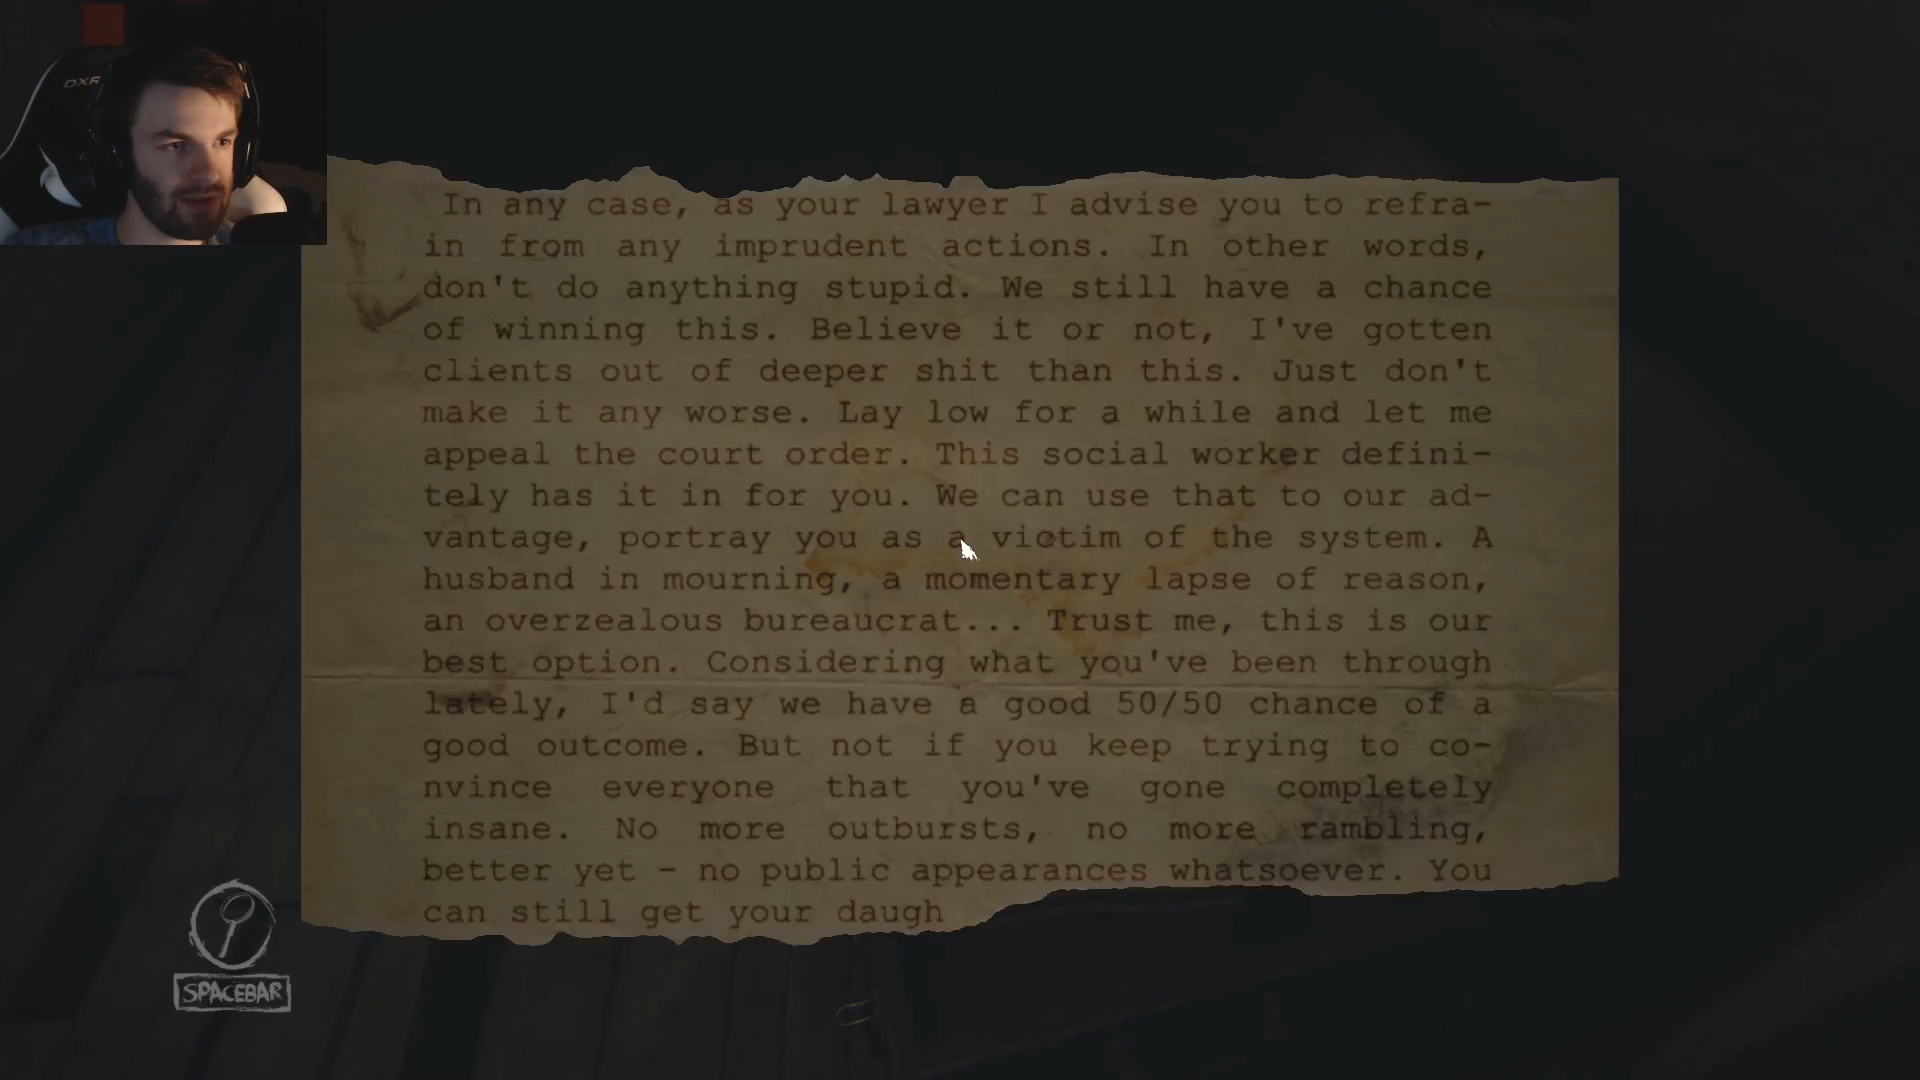 DXR
In any case, as your lawyer I advise you to refra-
in from any imprudent actions. In other words,
don't do anything stupid. We still have a chance
of winning this. Believe it or not, I've gotten
clients out of deeper shit than this. Just don't
make it any worse. Lay low for a while and let me
appeal the court order. This social worker defini-
tely has it in for you. We can use that to our ad-
vantage, portray you as a victim of the system. A
husband in mourning, a momentary lapse of reason,
an overzealous bureaucrat... Trust me, this is our
best option. Considering what you've been through
lately, I'd say we have a good 50/50 chance of a
good outcome. But not if you keep trying to co-
nvince everyone that you've gone completely
insane. No more outbursts, no more rambling,
better yet - no public appearances whatsoever. You
can still get your daugh
SPACEBAR